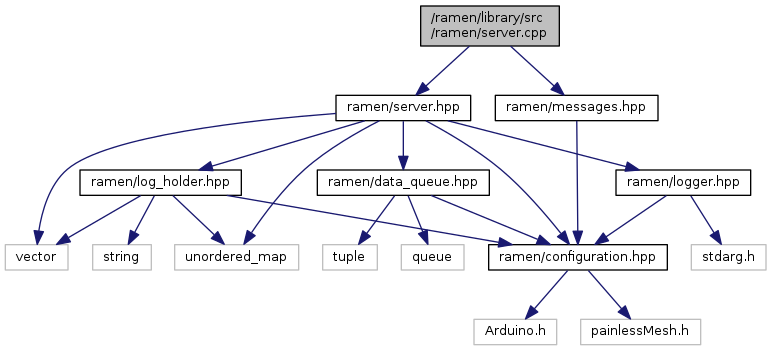 /ramen/library/src
/ramen/server.cpp
ramen/server.hpp
ramen/messages.hpp
ramen/log_holder.hpp
ramen/data_queue.hpp
ramen/logger.hpp
vector
string
unordered_map
tuple
queue
ramen/configuration.hpp
stdarg.h
Arduino.h
painlessMesh.h